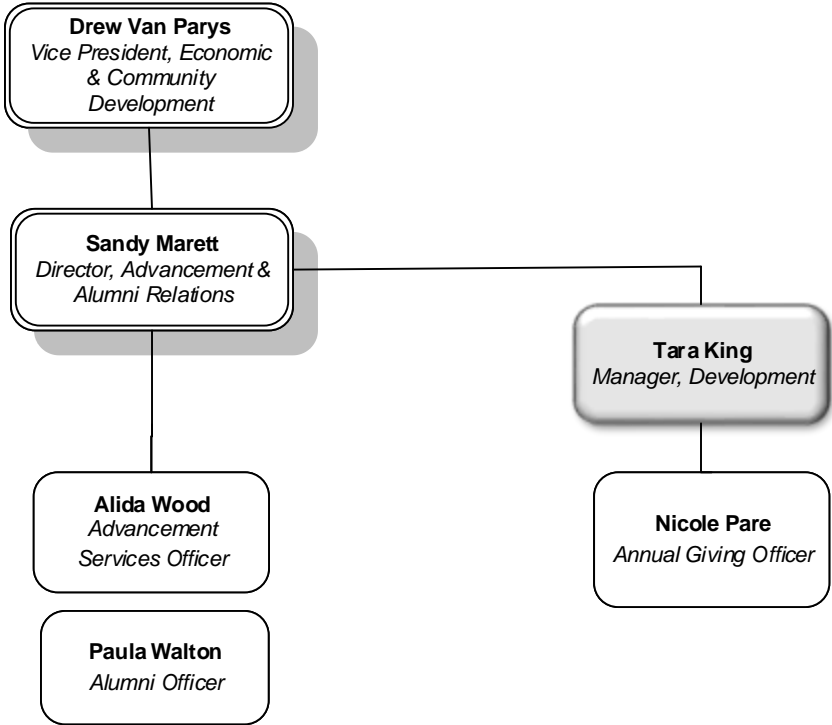 Drew Van Parys
Vice President, Economic
& Community
Development
Sandy Marett
Director, Advancement &
Alumni Relations
Tara King
Manager, Development
Alida Wood
Advancement
Services Officer
Nicole Pare
Annual Giving Officer
Paula Walton
Alumni Officer